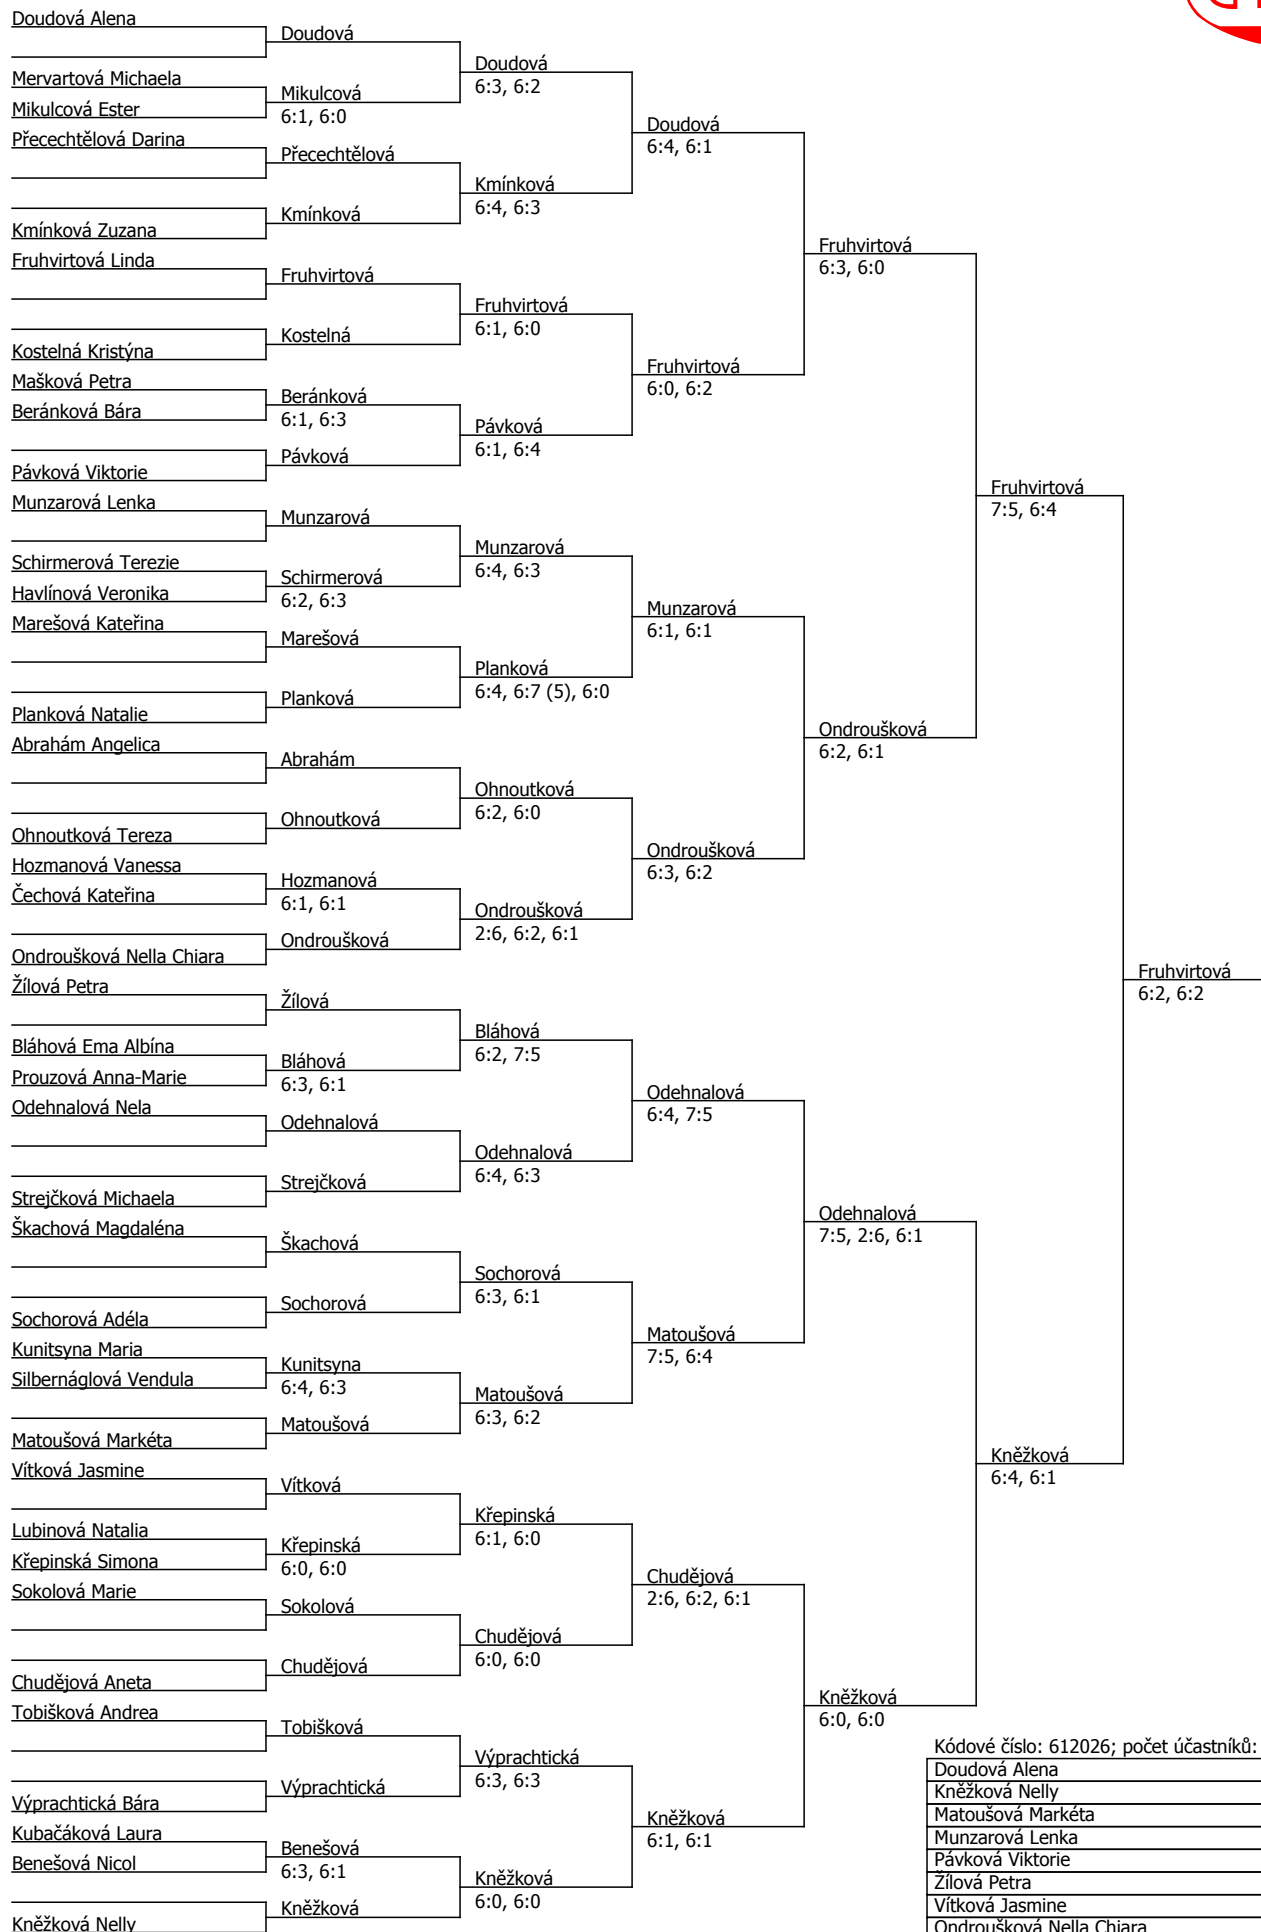 Doudová Alena
Mervartová Michaela
Mikulcová Ester
Přecechtělová Darina
Kmínková Zuzana
Fruhvirtová Linda
Kostelná Kristýna
Mašková Petra
Beránková Bára
Pávková Viktorie
Munzarová Lenka
Schirmerová Terezie
Havlínová Veronika
Marešová Kateřina
Planková Natalie
Abrahám Angelica
Ohnoutková Tereza
Hozmanová Vanessa
Čechová Kateřina
Ondroušková Nella Chiara
Žílová Petra
Bláhová Ema Albína
Prouzová Anna-Marie
Odehnalová Nela
Strejčková Michaela
Škachová Magdaléna
Sochorová Adéla
Kunitsyna Maria
Silbernáglová Vendula
Matoušová Markéta
Vítková Jasmine
Lubinová Natalia
Křepinská Simona
Sokolová Marie
Chudějová Aneta
Tobišková Andrea
Výprachtická Bára
Kubačáková Laura
Benešová Nicol
Kněžková Nelly
Doudová
Mikulcová
6:1, 6:0
Přecechtělová
Kmínková
Fruhvirtová
Kostelná
Beránková
6:1, 6:3
Pávková
Munzarová
Schirmerová
6:2, 6:3
Marešová
Planková
Abrahám
Ohnoutková
Hozmanová
6:1, 6:1
Ondroušková
Žílová
Bláhová
6:3, 6:1
Odehnalová
Strejčková
Škachová
Sochorová
Kunitsyna
6:4, 6:3
Matoušová
Vítková
Křepinská
6:0, 6:0
Sokolová
Chudějová
Tobišková
Výprachtická
Benešová
6:3, 6:1
Kněžková
Doudová
6:3, 6:2
Kmínková
6:4, 6:3
Fruhvirtová
6:1, 6:0
Pávková
6:1, 6:4
Munzarová
6:4, 6:3
Planková
6:4, 6:7 (5), 6:0
Ohnoutková
6:2, 6:0
Ondroušková
2:6, 6:2, 6:1
Bláhová
6:2, 7:5
Odehnalová
6:4, 6:3
Sochorová
6:3, 6:1
Matoušová
6:3, 6:2
Křepinská
6:1, 6:0
Chudějová
6:0, 6:0
Výprachtická
6:3, 6:3
Kněžková
6:0, 6:0
Doudová
6:4, 6:1
Fruhvirtová
6:0, 6:2
Munzarová
6:1, 6:1
Ondroušková
6:3, 6:2
Odehnalová
6:4, 7:5
Matoušová
7:5, 6:4
Chudějová
2:6, 6:2, 6:1
Kněžková
6:1, 6:1
Fruhvirtová
6:3, 6:0
Ondroušková
6:2, 6:1
Odehnalová
7:5, 2:6, 6:1
Kněžková
6:0, 6:0
Fruhvirtová
7:5, 6:4
Kněžková
6:4, 6:1
Fruhvirtová
6:2, 6:2
Kódové číslo: 612026; počet účastníků:
Doudová Alena
Kněžková Nelly
Matoušová Markéta
Munzarová Lenka
Pávková Viktorie
Žílová Petra
Vítková Jasmine
Ondroušková Nella Chiara